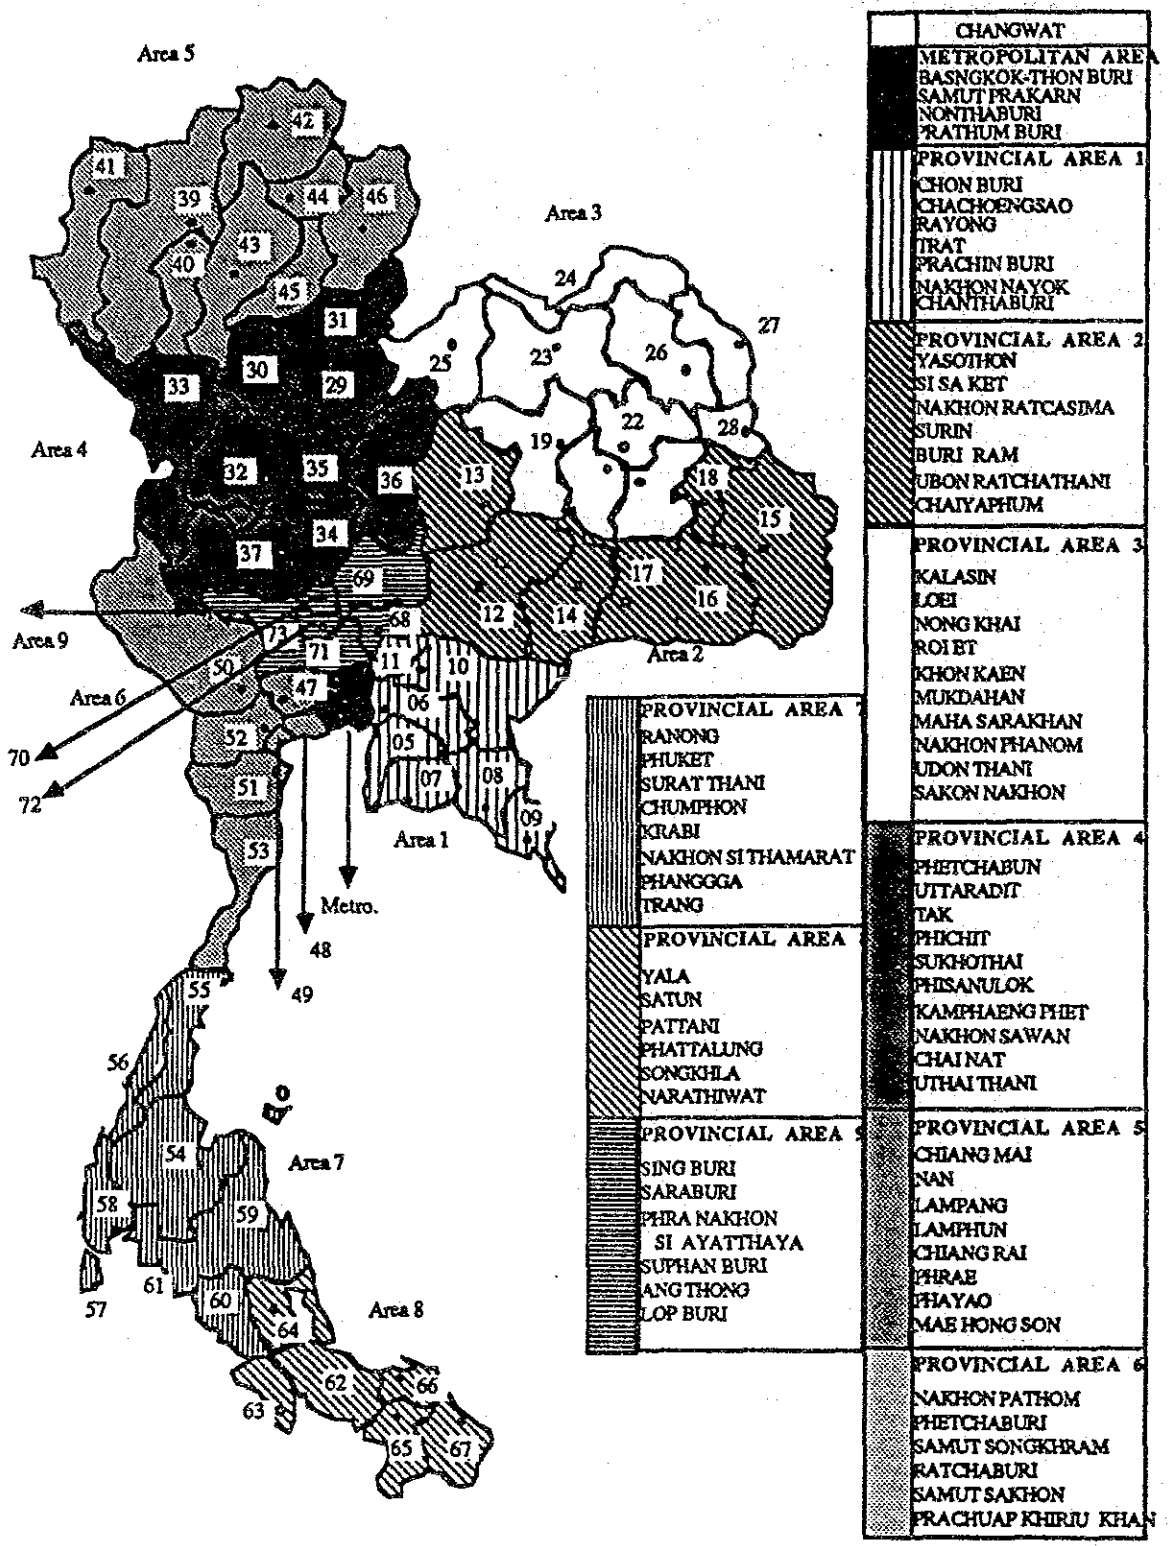 Area 5
42
41
39
44
46
43
40
45
31
30
29
33
Area 4
32
35
36
34
37
Area 3
24
25
23
26
27
22
19
28
13
18
15
17
12
14
16
Area 2
69
68
73
71
Area 9
50
47
Area 6
11
10
06
05
07
08
09
Area 1
70
72
52
51
53
Metro.
48
49
55
56
54
Area 7
58
59
57
61
60
Area 8
64
62
66
63
65
67
CHANGWAT
METROPOLITAN AREA
BASNGKOK-THON BURI
SAMUT PRAKARN
NONTHABURI
PRATHUM BURI
PROVINCIAL AREA 1
CHON BURI
CHACHOENGSAO
RAYONG
TRAT
PRACHIN BURI
NAKHON NAYOK
CHANTHABURI
PROVINCIAL AREA 2
YASOTHON
SI SA KET
NAKHON RATCASIMA
SURIN
BURI RAM
UBON RATCHATHANI
CHAIYAPHUM
PROVINCIAL AREA 3
KALASIN
LOEI
NONG KHAI
ROI ET
KHON KAEN
MUKDAHAN
MAHA SARAKHAN
NAKHON PHANOM
UDON THANI
SAKON NAKHON
PROVINCIAL AREA 4
PHETCHABUN
UTTARADIT
TAK
PHICHIT
SUKHOTHAI
PHISANULOK
KAMPHAENG PHET
NAKHON SAWAN
CHAI NAT
UTHAI THANI
PROVINCIAL AREA 5
CHIANG MAI
NAN
LAMPANG
LAMPHUN
CHIANG RAI
PHRAE
PHAYAO
MAE HONG SON
PROVINCIAL AREA 6
NAKHON PATHOM
PHETCHABURI
SAMUT SONGKHRAM
RATCHABURI
SAMUT SAKHON
PRACHUAP KHIRIU KHAN
PROVINCIAL AREA 7
RANONG
PHUKET
SURAT THANI
CHUMPHON
KRABI
NAKHON SI THAMARAT
PHANGGGA
TRANG
PROVINCIAL AREA
YALA
SATUN
PATTANI
PHATTALUNG
SONGKHLA
NARATHIWAT
PROVINCIAL AREA 9
SING BURI
SARABURI
PHRA NAKHON
SI AYATTHAYA
SUPHAN BURI
ANG THONG
LOP BURI